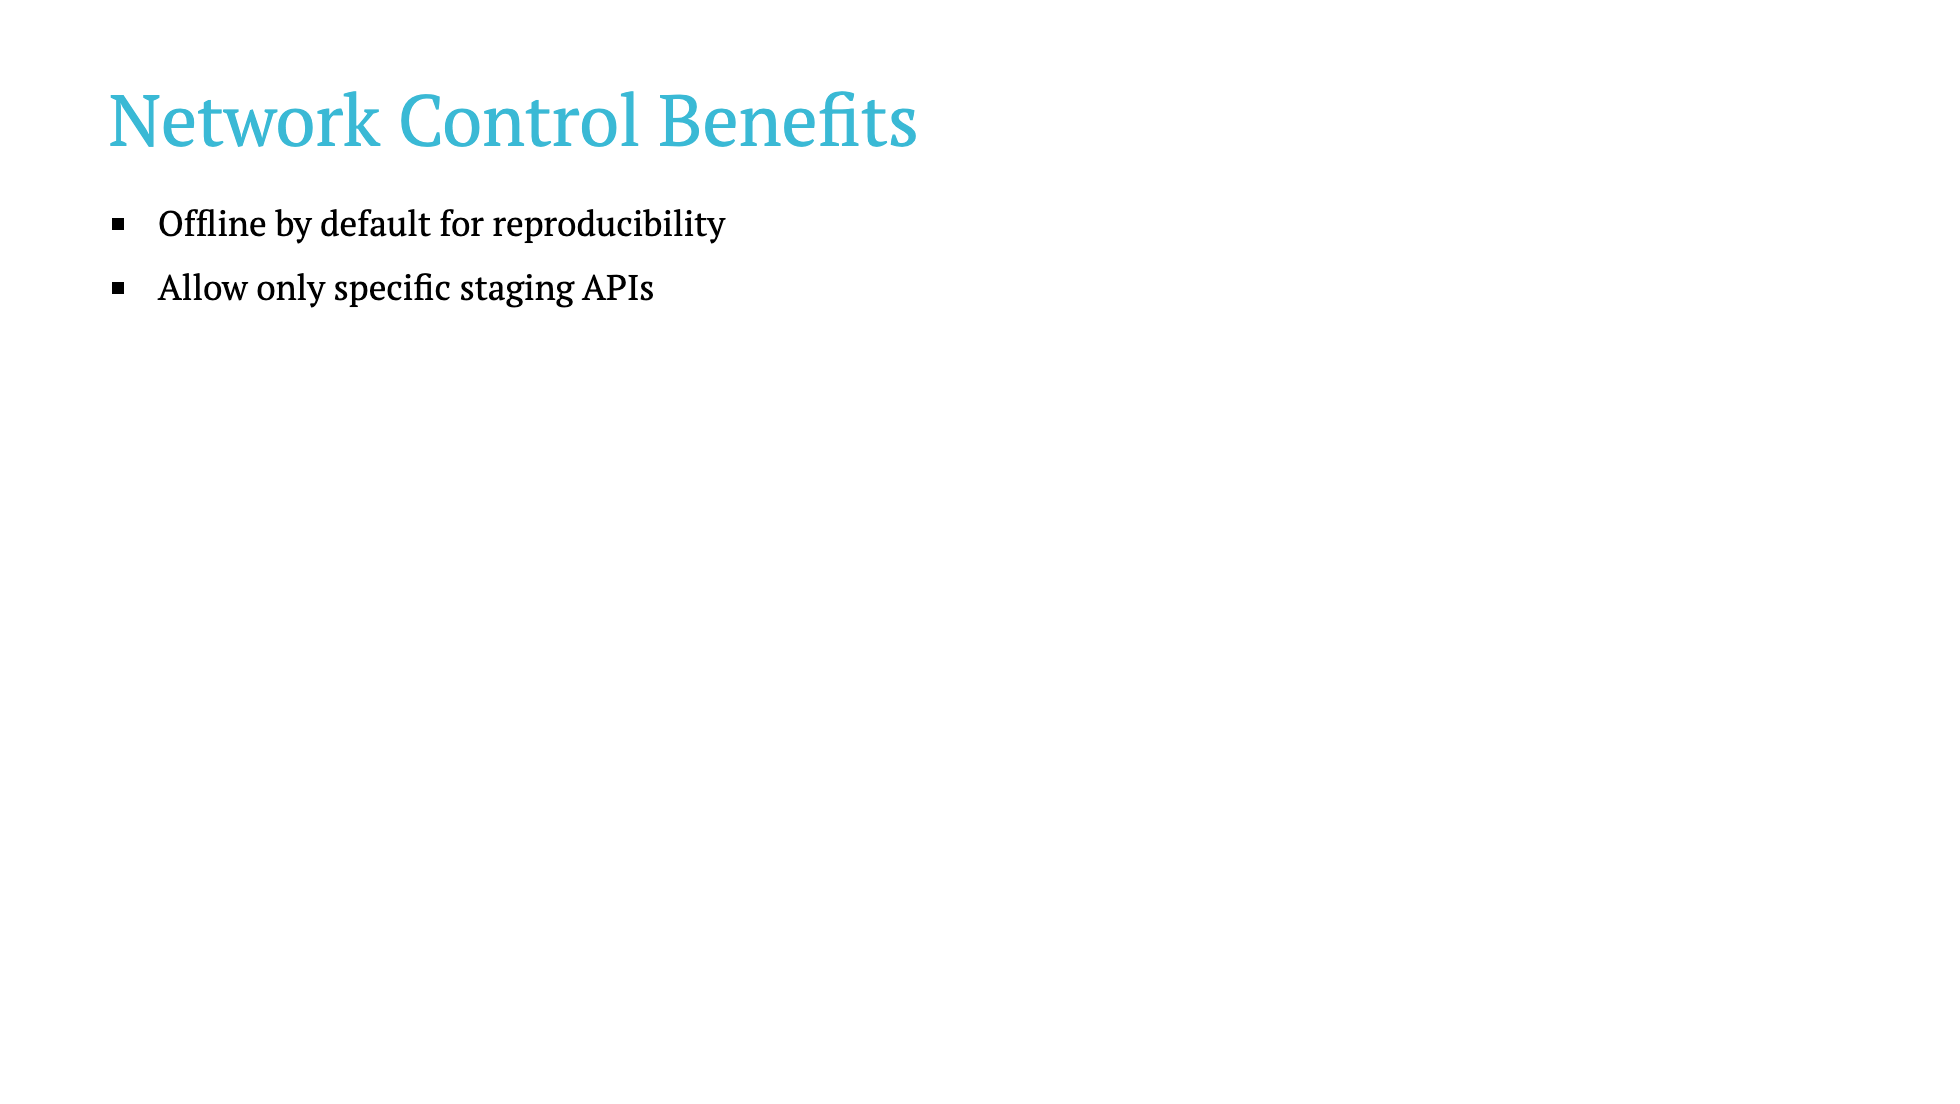 Network Control Benefits
▪ Offline by default for reproducibility
▪ Allow only specific staging APIs